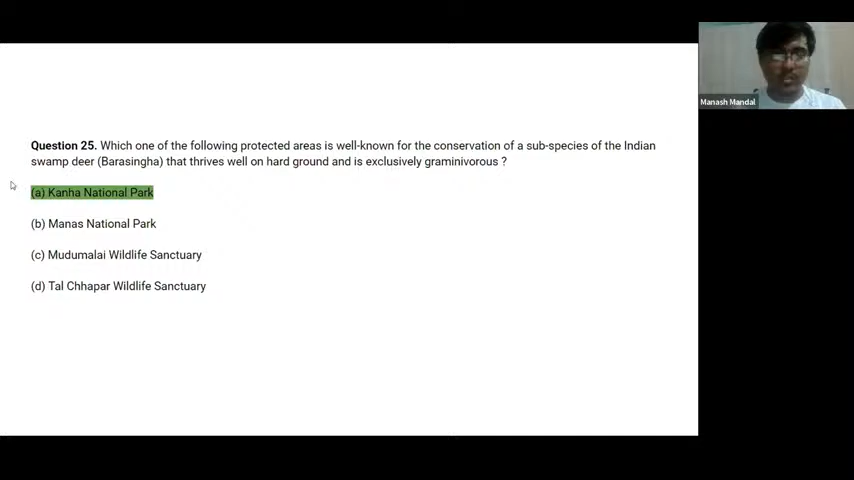 Question 25. Which one of the following protected areas is well-known for the conservation of a sub-species of the Indian
swamp deer (Barasingha) that thrives well on hard ground and is exclusively graminivorous ?
(a) Kanha National Park
(b) Manas National Park
(c) Mudumalai Wildlife Sanctuary
(d) Tal Chhapar Wildlife Sanctuary
Manash Mandal